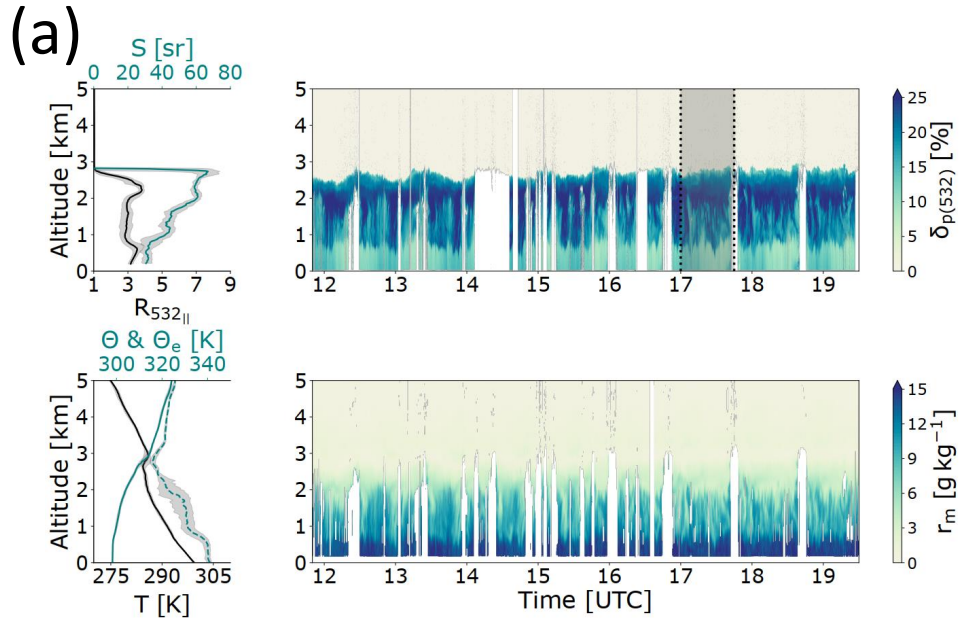 (a)
S [sr]
0 20 40 60 80
5
4
3
2
1
0
Altitude [km]
1 3 5 7 9
R532||
5
4
3
2
1
0
12 13 14 15 16 17 18 19
25
20
15
10
5
0
δp(532) [%]
Θ & Θe [K]
300 320 340
5
4
3
2
1
0
Altitude [km]
275 290 305
T [K]
5
4
3
2
1
0
12 13 14 15 16 17 18 19
Time [UTC]
15
12
9
6
3
0
rm [g kg−1]